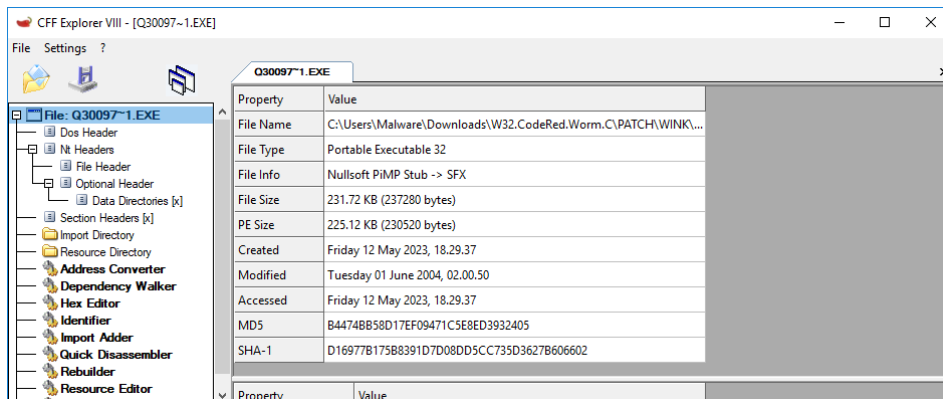 CFF Explorer VIII - [Q30097~1.EXE]
File Settings ?
Q30097~1.EXE
File: Q30097~1.EXE
Dos Header
Nt Headers
File Header
Optional Header
Data Directories [x]
Section Headers [x]
Import Directory
Resource Directory
Address Converter
Dependency Walker
Hex Editor
Identifier
Import Adder
Quick Disassembler
Rebuilder
Resource Editor
Property Value
File Name C:\Users\Malware\Downloads\W32.CodeRed.Worm.C\PATCH\WINK\...
File Type Portable Executable 32
File Info Nullsoft PiMP Stub -> SFX
File Size 231.72 KB (237280 bytes)
PE Size 225.12 KB (230520 bytes)
Created Friday 12 May 2023, 18.29.37
Modified Tuesday 01 June 2004, 02.00.50
Accessed Friday 12 May 2023, 18.29.37
MD5 B4474BB58D17EF09471C5E8ED3932405
SHA-1 D16977B175B8391D7D08DD5CC735D3627B606602
Property Value